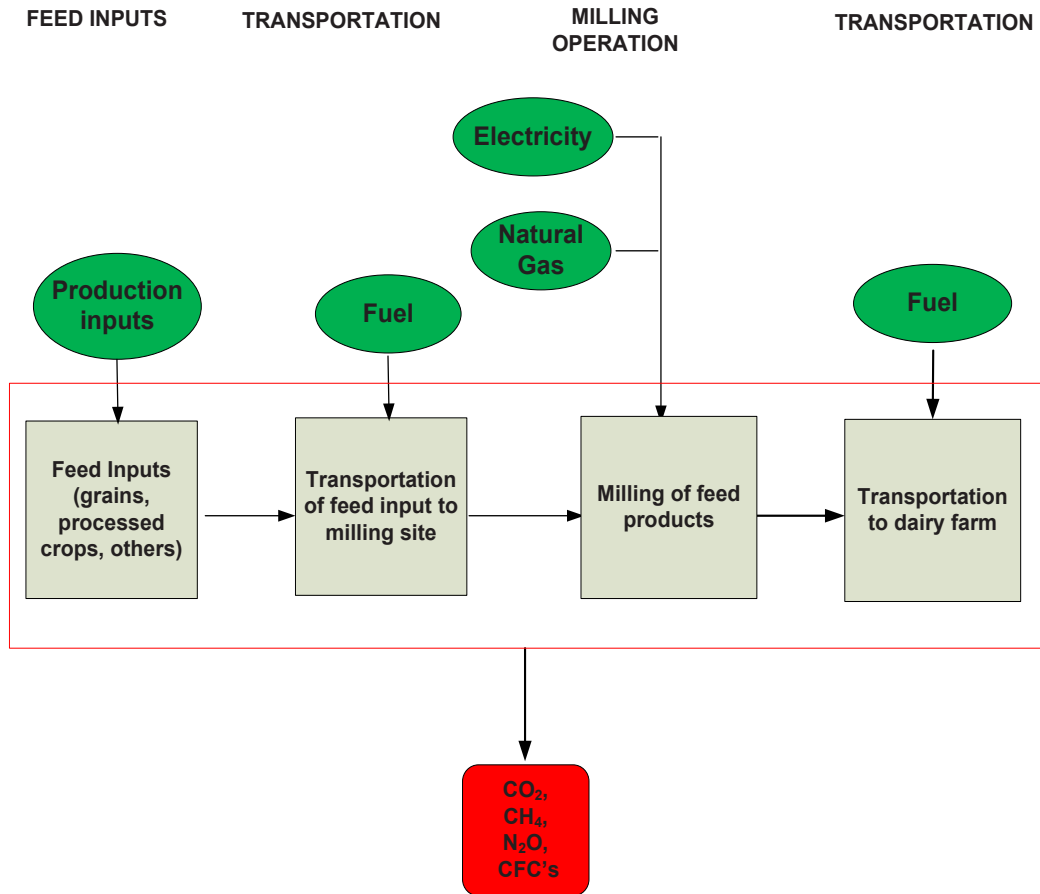 FEED INPUTS
TRANSPORTATION
MILLING
OPERATION
TRANSPORTATION
Electricity
Natural
Gas
Production
inputs
Fuel
Fuel
Feed Inputs
(grains,
processed
crops, others)
Transportation
of feed input to
milling site
Milling of feed
products
Transportation
to dairy farm
CO₂,
CH₄,
N₂O,
CFC's